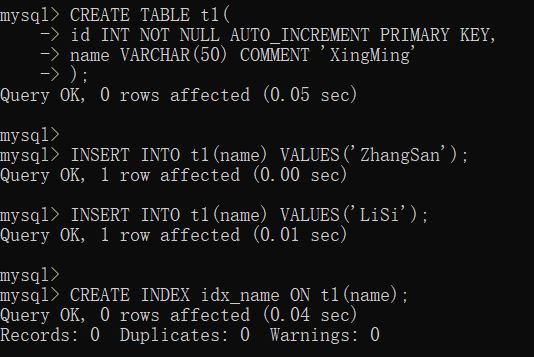 mysql> CREATE TABLE t1(
    -> id INT NOT NULL AUTO_INCREMENT PRIMARY KEY,
    -> name VARCHAR(50) COMMENT 'XingMing'
    -> );
Query OK, 0 rows affected (0.05 sec)

mysql>
mysql> INSERT INTO t1(name) VALUES('ZhangSan');
Query OK, 1 row affected (0.00 sec)

mysql> INSERT INTO t1(name) VALUES('LiSi');
Query OK, 1 row affected (0.01 sec)

mysql>
mysql> CREATE INDEX idx_name ON t1(name);
Query OK, 0 rows affected (0.04 sec)
Records: 0  Duplicates: 0  Warnings: 0